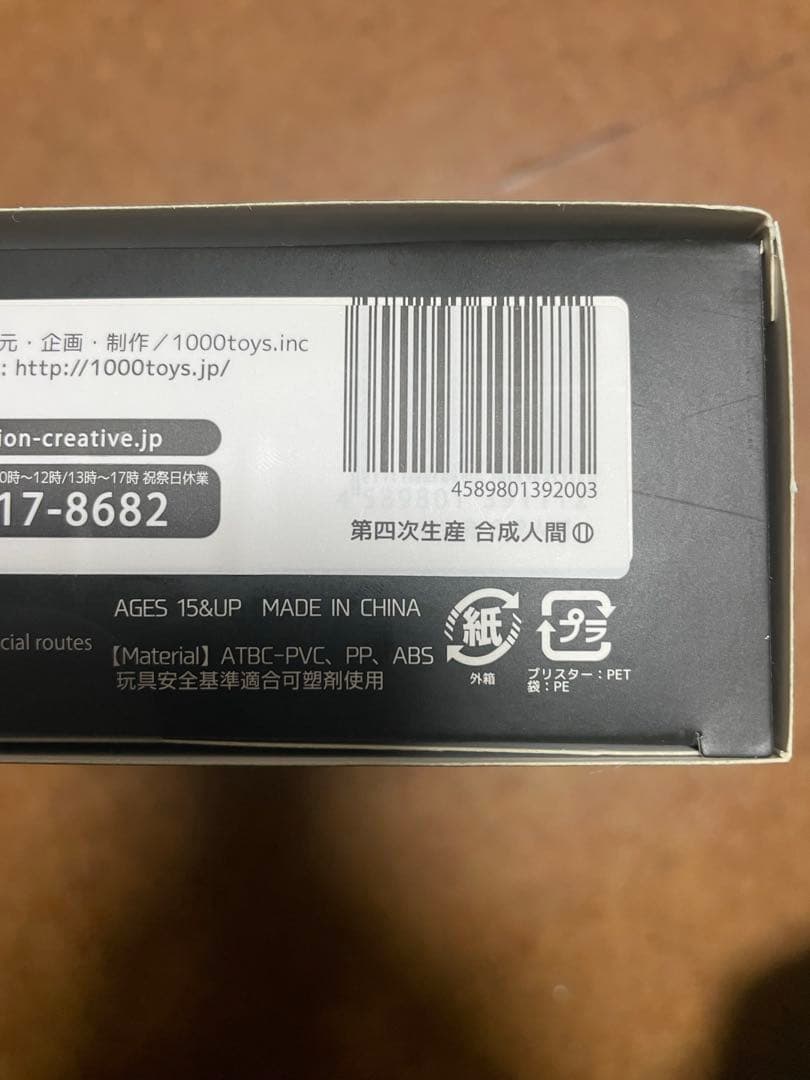 元・企画・制作／1000toys.inc
: http://1000toys.jp/
ion-creative.jp
0時〜12時/13時〜17時 祝祭日休業
17-8682
4589801392003
第四次生産 合成人間⑪
AGES 15&UP MADE IN CHINA
cial routes
【Material】ATBC-PVC、PP、ABS
玩具安全基準適合可塑剤使用
紙
外箱
プラ
ブリスター：PET
袋：PE